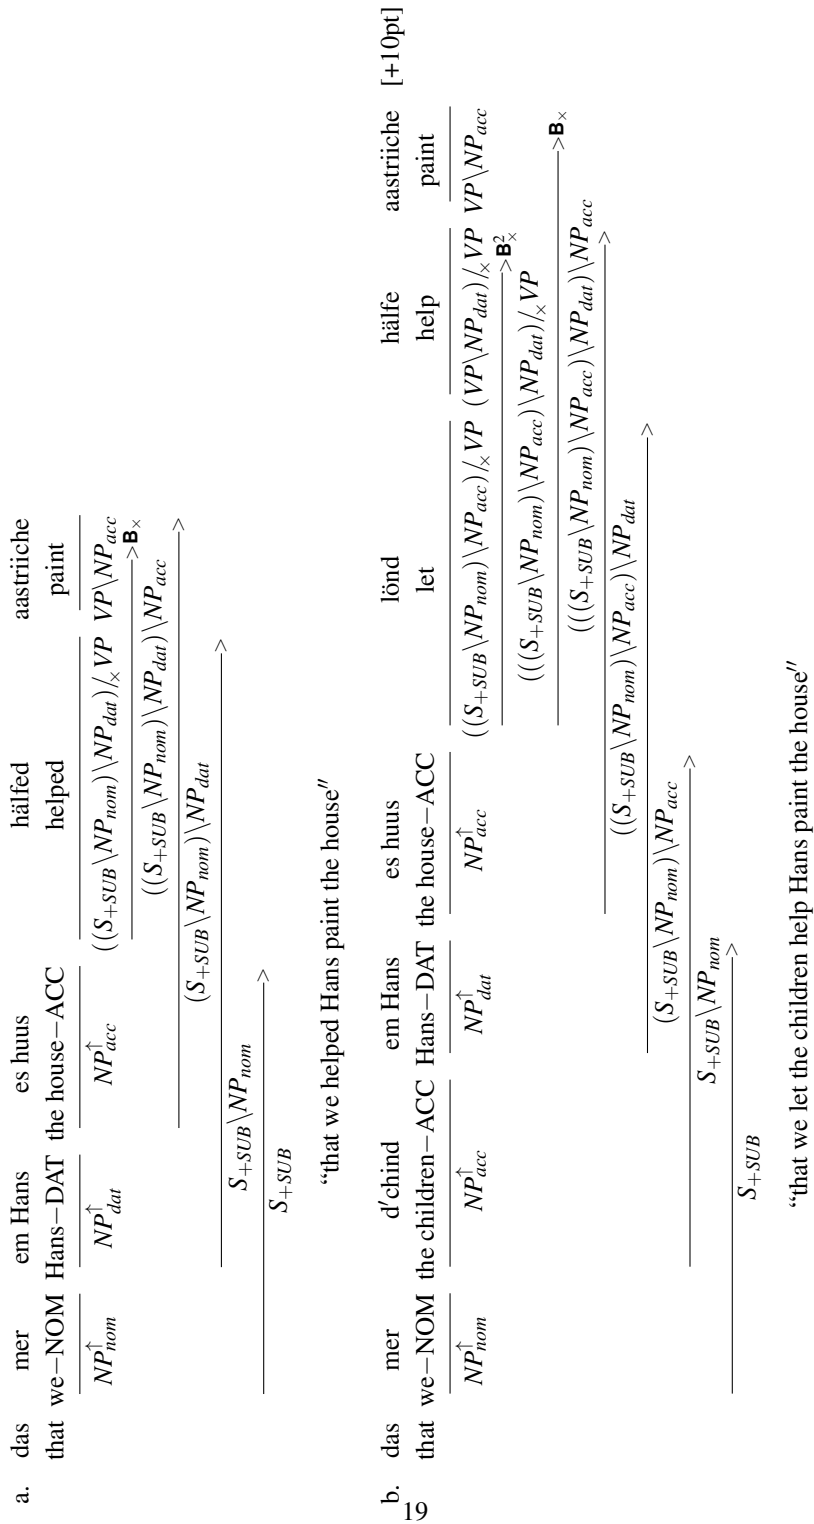 a. das mer em Hans es huus hälfed aastriiche
that we−NOM Hans−DAT the house−ACC helped paint
NP↑nom NP↑dat NP↑acc ((S+SUB\NPnom)\NPdat)/×VP VP\NPacc
>B×
((S+SUB\NPnom)\NPdat)\NPacc
>
(S+SUB\NPnom)\NPdat
>
S+SUB\NPnom
>
S+SUB
“that we helped Hans paint the house”
b. das mer d′chind em Hans es huus lönd hälfe aastriiche [+10pt]
that we−NOM the children−ACC Hans−DAT the house−ACC let help paint
NP↑nom NP↑acc NP↑dat NP↑acc ((S+SUB\NPnom)\NPacc)/×VP (VP\NPdat)/×VP VP\NPacc
>B²×
(((S+SUB\NPnom)\NPacc)\NPdat)/×VP
>B×
(((S+SUB\NPnom)\NPacc)\NPdat)\NPacc
>
((S+SUB\NPnom)\NPacc)\NPdat
>
(S+SUB\NPnom)\NPacc
>
S+SUB\NPnom
>
S+SUB
“that we let the children help Hans paint the house”
19